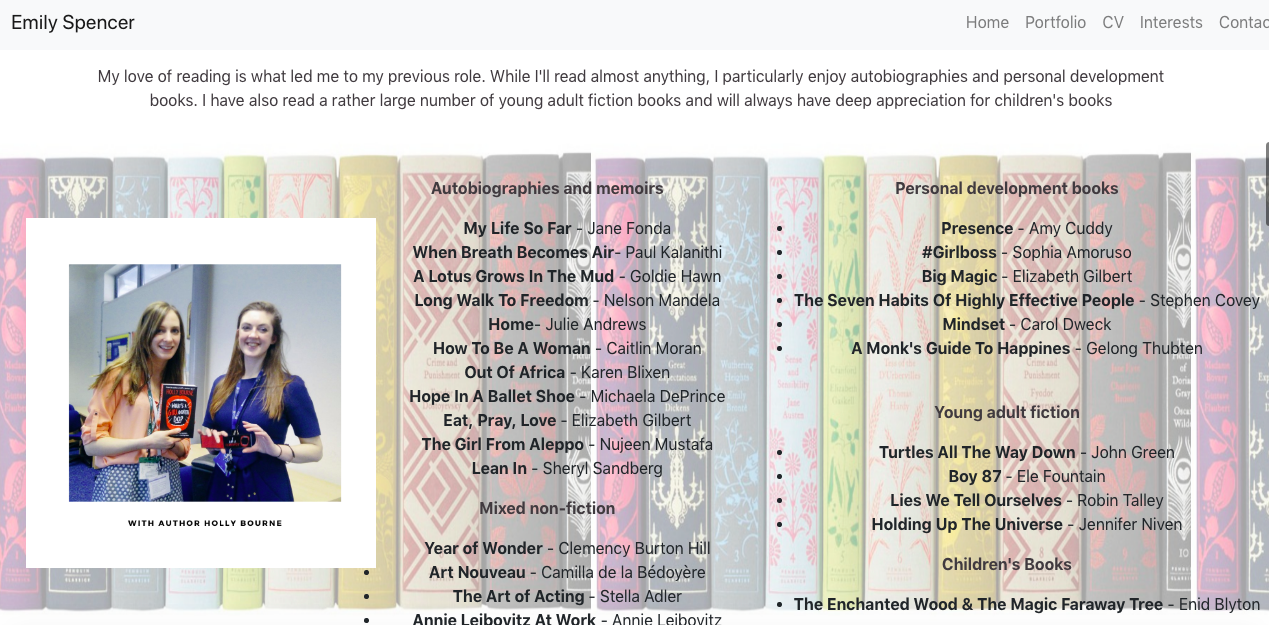 Emily Spencer
Home Portfolio CV Interests Contac
My love of reading is what led me to my previous role. While I'll read almost anything, I particularly enjoy autobiographies and personal development
books. I have also read a rather large number of young adult fiction books and will always have deep appreciation for children's books
WITH AUTHOR HOLLY BOURNE
Autobiographies and memoirs
My Life So Far - Jane Fonda
When Breath Becomes Air- Paul Kalanithi
A Lotus Grows In The Mud - Goldie Hawn
Long Walk To Freedom - Nelson Mandela
Home- Julie Andrews
How To Be A Woman - Caitlin Moran
Out Of Africa - Karen Blixen
Hope In A Ballet Shoe - Michaela DePrince
Eat, Pray, Love - Elizabeth Gilbert
The Girl From Aleppo - Nujeen Mustafa
Lean In - Sheryl Sandberg
Mixed non-fiction
Year of Wonder - Clemency Burton Hill
Art Nouveau - Camilla de la Bédoyère
The Art of Acting - Stella Adler
Annie Leibovitz At Work - Annie Leibovitz
Personal development books
Presence - Amy Cuddy
#Girlboss - Sophia Amoruso
Big Magic - Elizabeth Gilbert
The Seven Habits Of Highly Effective People - Stephen Covey
Mindset - Carol Dweck
A Monk's Guide To Happines - Gelong Thubten
Young adult fiction
Turtles All The Way Down - John Green
Boy 87 - Ele Fountain
Lies We Tell Ourselves - Robin Talley
Holding Up The Universe - Jennifer Niven
Children's Books
The Enchanted Wood & The Magic Faraway Tree - Enid Blyton